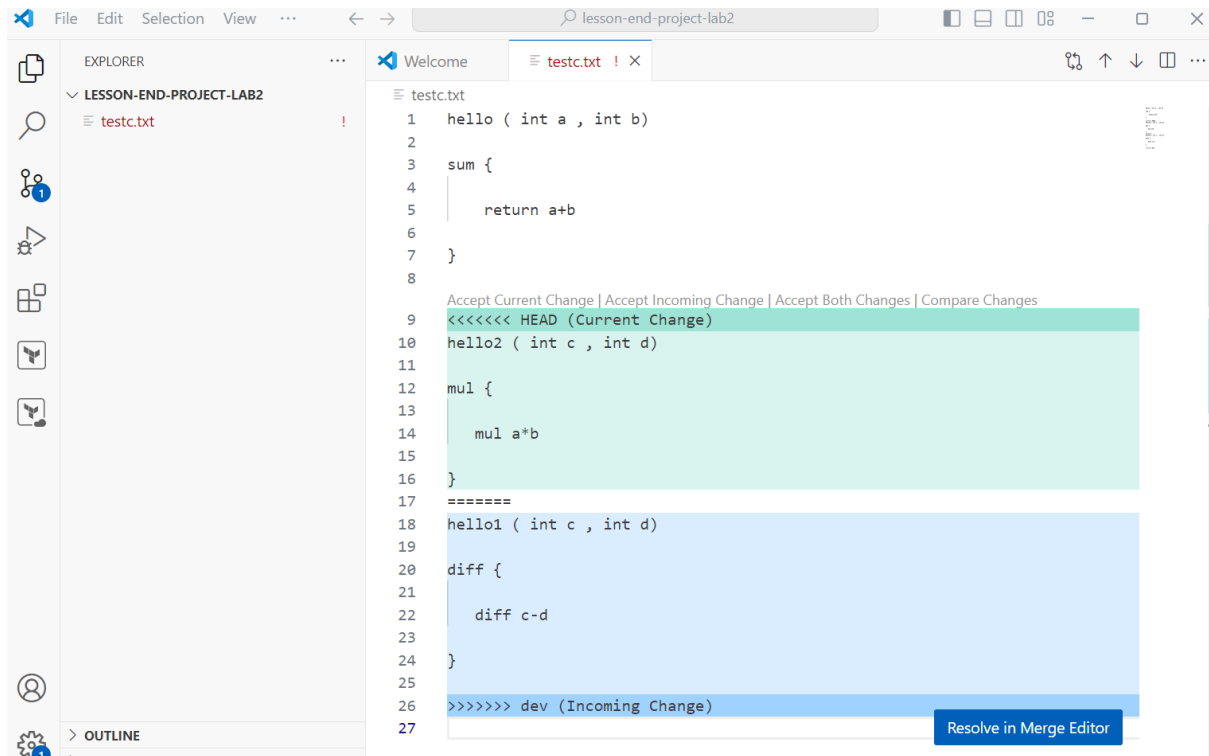 File Edit Selection View ··· lesson-end-project-lab2
EXPLORER ···
LESSON-END-PROJECT-LAB2
testc.txt !
1
1
OUTLINE
Welcome
testc.txt !
testc.txt
1 hello ( int a , int b)
2
3 sum {
4
5 return a+b
6
7 }
8
Accept Current Change | Accept Incoming Change | Accept Both Changes | Compare Changes
9 <<<<<<< HEAD (Current Change)
10 hello2 ( int c , int d)
11
12 mul {
13
14 mul a*b
15
16 }
17 =======
18 hello1 ( int c , int d)
19
20 diff {
21
22 diff c-d
23
24 }
25
26 >>>>>>> dev (Incoming Change)
27
Resolve in Merge Editor